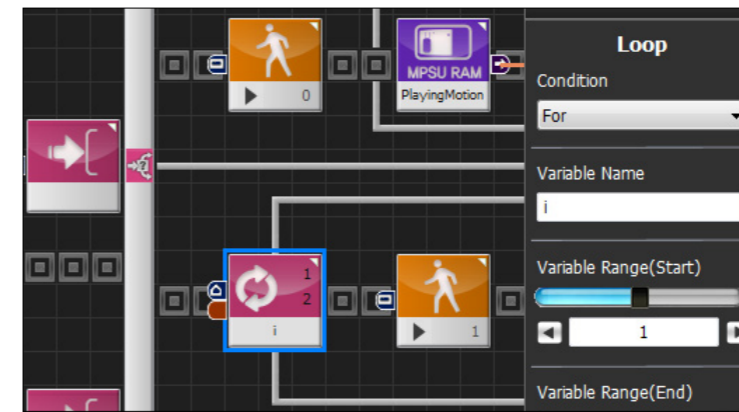 0
MPSU RAM
PlayingMotion
1
2
i
1
Loop
Condition
For
Variable Name
i
Variable Range(Start)
1
Variable Range(End)